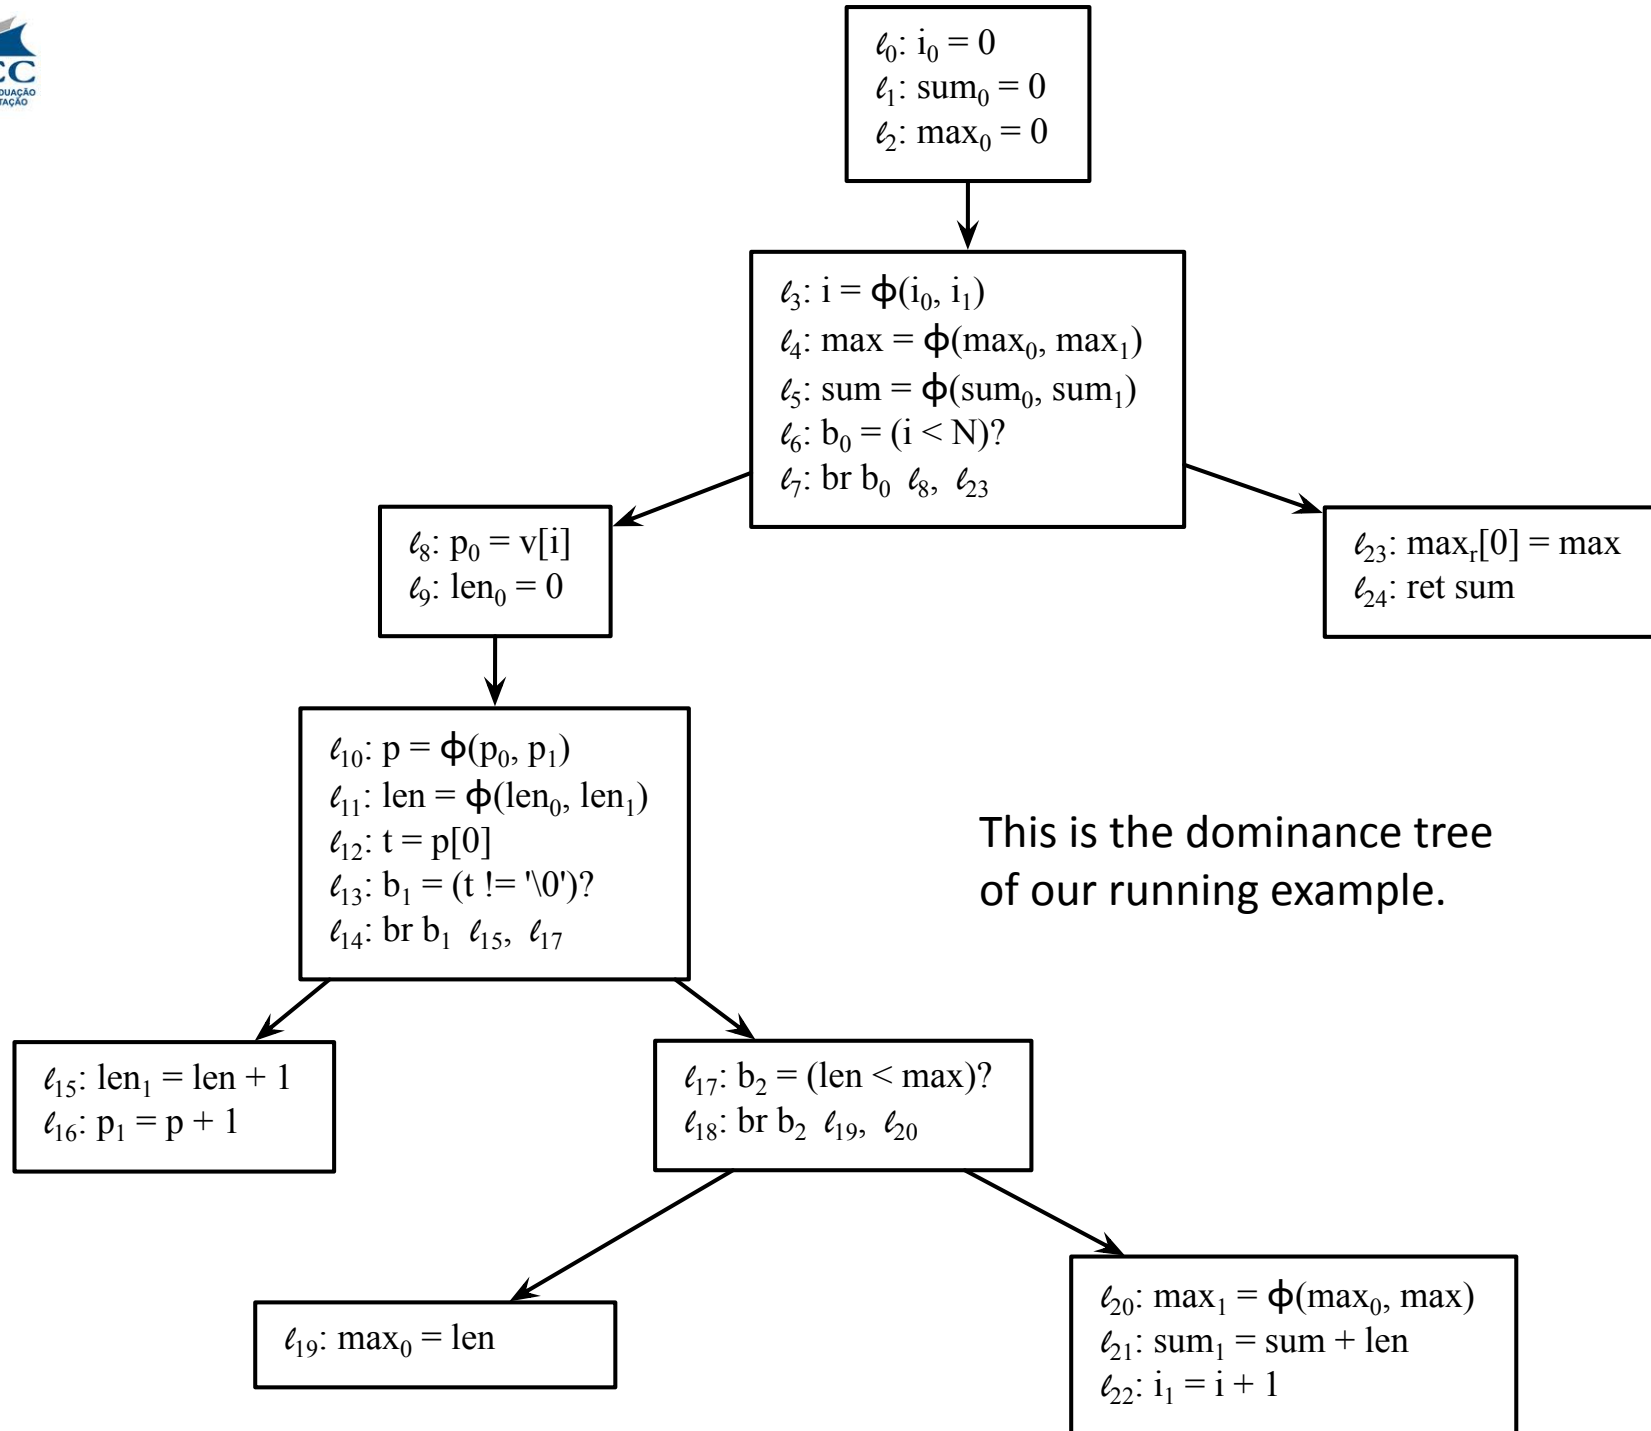 CC
DUAÇÃO
TAÇÃO
ℓ₀: i₀ = 0
ℓ₁: sum₀ = 0
ℓ₂: max₀ = 0
ℓ₃: i = ϕ(i₀, i₁)
ℓ₄: max = ϕ(max₀, max₁)
ℓ₅: sum = ϕ(sum₀, sum₁)
ℓ₆: b₀ = (i < N)?
ℓ₇: br b₀ ℓ₈, ℓ₂₃
ℓ₈: p₀ = v[i]
ℓ₉: len₀ = 0
ℓ₂₃: maxᵣ[0] = max
ℓ₂₄: ret sum
ℓ₁₀: p = ϕ(p₀, p₁)
ℓ₁₁: len = ϕ(len₀, len₁)
ℓ₁₂: t = p[0]
ℓ₁₃: b₁ = (t != '\0')?
ℓ₁₄: br b₁ ℓ₁₅, ℓ₁₇
This is the dominance tree
of our running example.
ℓ₁₅: len₁ = len + 1
ℓ₁₆: p₁ = p + 1
ℓ₁₇: b₂ = (len < max)?
ℓ₁₈: br b₂ ℓ₁₉, ℓ₂₀
ℓ₁₉: max₀ = len
ℓ₂₀: max₁ = ϕ(max₀, max)
ℓ₂₁: sum₁ = sum + len
ℓ₂₂: i₁ = i + 1